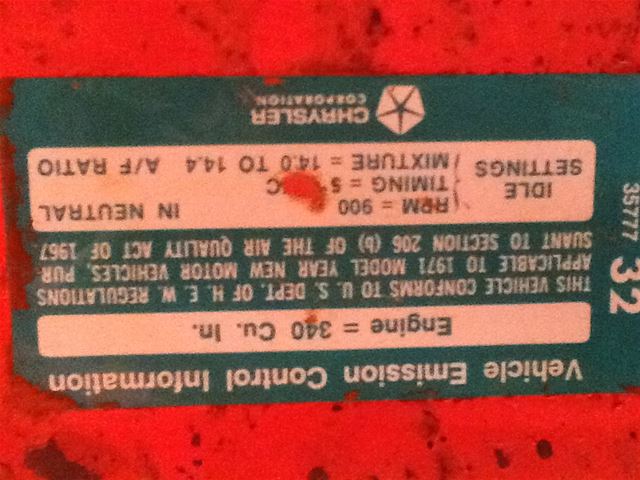 Vehicle Emission Control Information
Engine = 340 Cu. In.
THIS VEHICLE CONFORMS TO U. S. DEPT. OF H. E. W. REGULATIONS
APPLICABLE TO 1971 MODEL YEAR NEW MOTOR VEHICLES, PUR-
SUANT TO SECTION 206 (b) OF THE AIR QUALITY ACT OF 1967
IDLE
SETTINGS
RPM = 900 IN NEUTRAL
TIMING = 5
MIXTURE = 14.0 TO 14.4 A/F RATIO
CHRYSLER
CORPORATION
35777
32